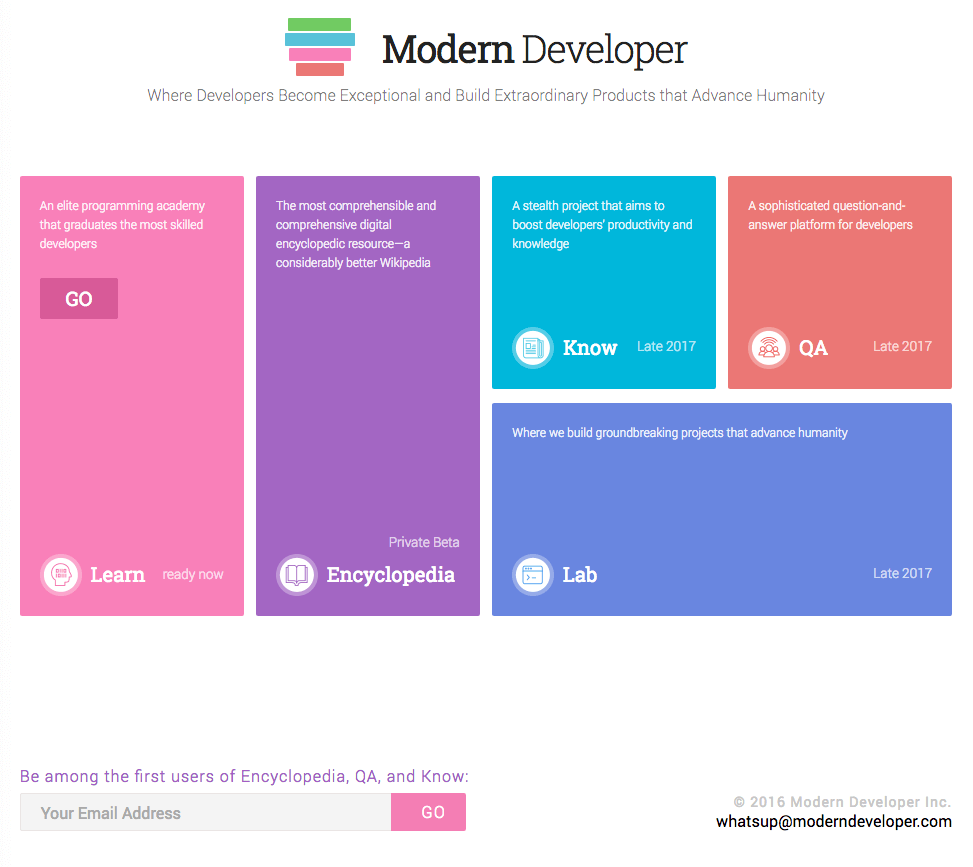 Modern Developer
Where Developers Become Exceptional and Build Extraordinary Products that Advance Humanity
An elite programming academy
that graduates the most skilled
developers
GO
Learn ready now
The most comprehensible and
comprehensive digital
encyclopedic resource—a
considerably better Wikipedia
Private Beta
Encyclopedia
A stealth project that aims to
boost developers' productivity and
knowledge
Know Late 2017
A sophisticated question-and-
answer platform for developers
QA Late 2017
Where we build groundbreaking projects that advance humanity
Lab Late 2017
Be among the first users of Encyclopedia, QA, and Know:
Your Email Address GO
© 2016 Modern Developer Inc.
whatsup@moderndeveloper.com